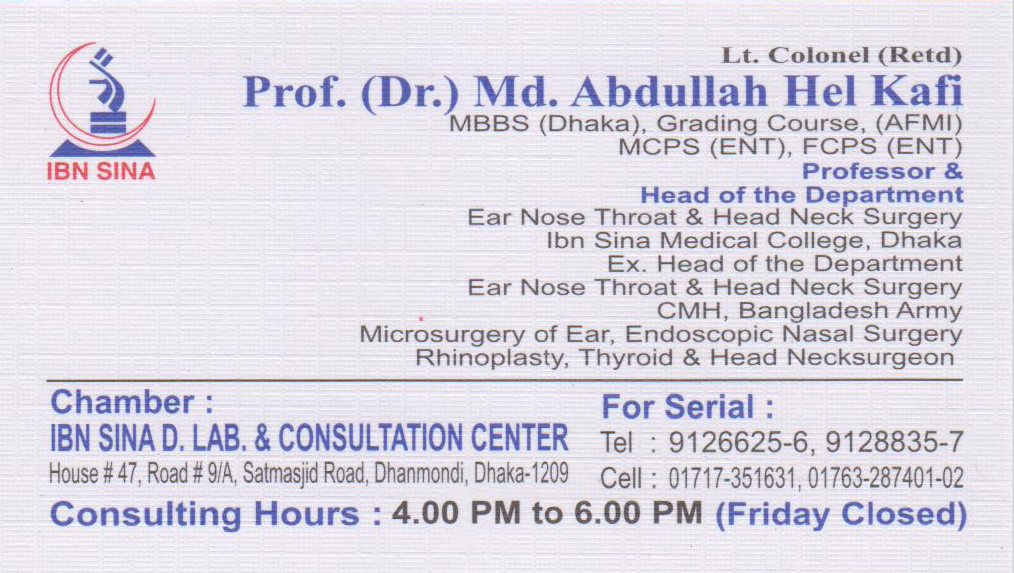 IBN SINA
Lt. Colonel (Retd)
Prof. (Dr.) Md. Abdullah Hel Kafi
MBBS (Dhaka), Grading Course, (AFMI)
MCPS (ENT), FCPS (ENT)
Professor &
Head of the Department
Ear Nose Throat & Head Neck Surgery
Ibn Sina Medical College, Dhaka
Ex. Head of the Department
Ear Nose Throat & Head Neck Surgery
CMH, Bangladesh Army
Microsurgery of Ear, Endoscopic Nasal Surgery
Rhinoplasty, Thyroid & Head Necksurgeon
Chamber :
IBN SINA D. LAB. & CONSULTATION CENTER
House # 47, Road # 9/A, Satmasjid Road, Dhanmondi, Dhaka-1209
For Serial :
Tel : 9126625-6, 9128835-7
Cell : 01717-351631, 01763-287401-02
Consulting Hours : 4.00 PM to 6.00 PM (Friday Closed)